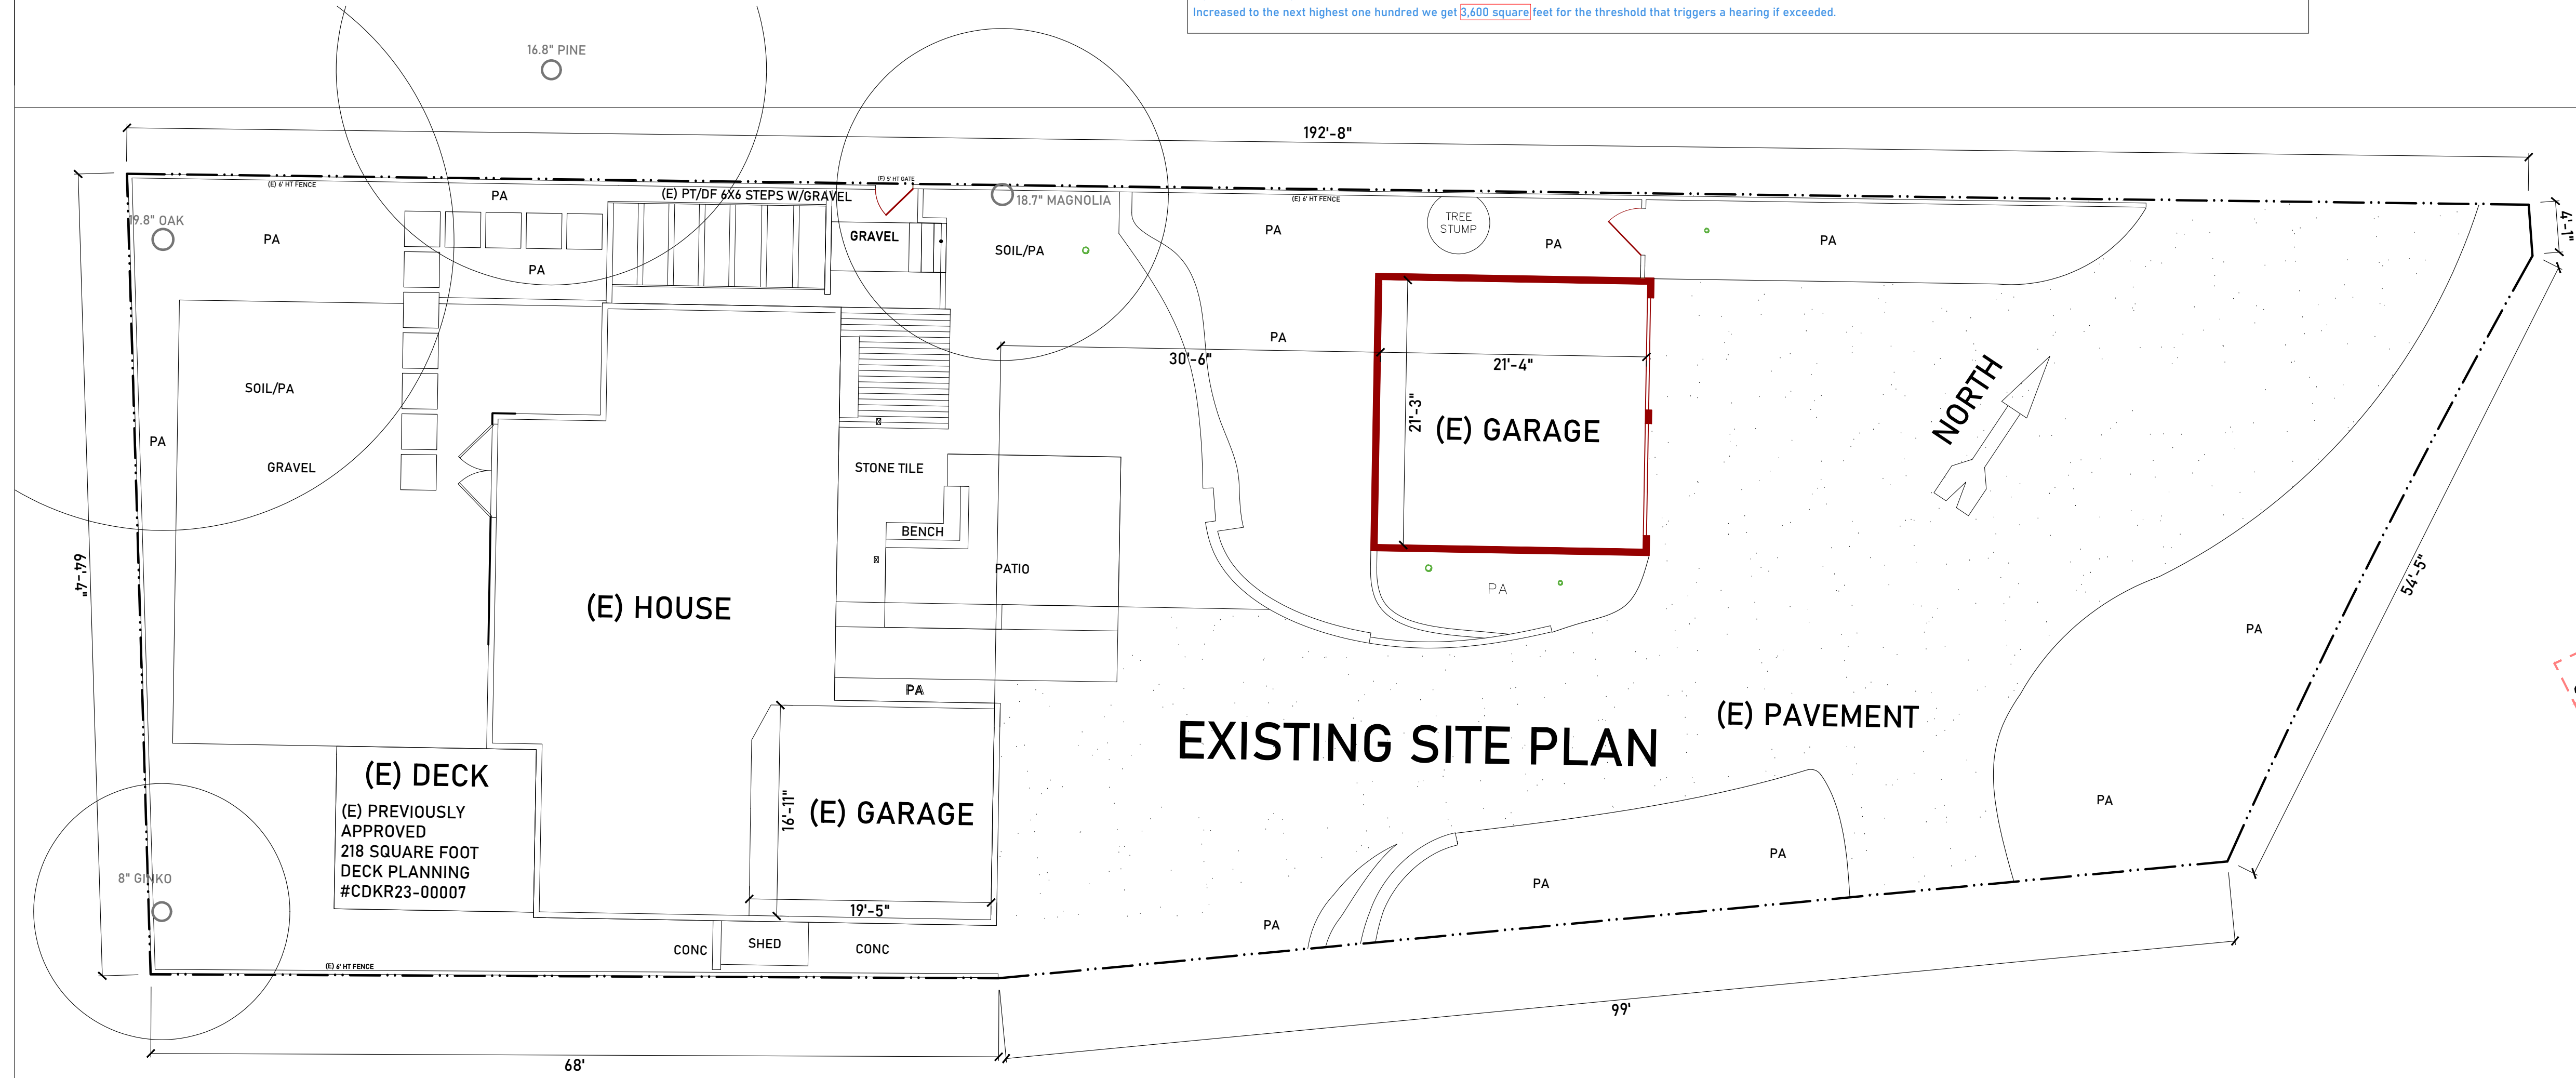 Increased to the next highest one hundred we get 3,600 square feet for the threshold that triggers a hearing if exceeded.
16.8" PINE
192'-8"
(E) 6' HT FENCE
PA
(E) PT/DF 6X6 STEPS W/GRAVEL
(E) 5' HT GATE
18.7" MAGNOLIA
(E) 6' HT FENCE
TREE
STUMP
4'-1"
19.8" OAK
PA
PA
GRAVEL
SOIL/PA
PA
PA
PA
PA
30'-6"
21'-4"
21'-3"
(E) GARAGE
NORTH
SOIL/PA
PA
GRAVEL
STONE TILE
BENCH
PATIO
64'-4"
(E) HOUSE
PA
54'-5"
PA
PA
EXISTING SITE PLAN
(E) PAVEMENT
(E) DECK
(E) PREVIOUSLY
APPROVED
218 SQUARE FOOT
DECK PLANNING
#CDKR23-00007
16'-11"
(E) GARAGE
19'-5"
PA
PA
PA
PA
8" GINKO
CONC
SHED
CONC
(E) 6' HT FENCE
99'
68'